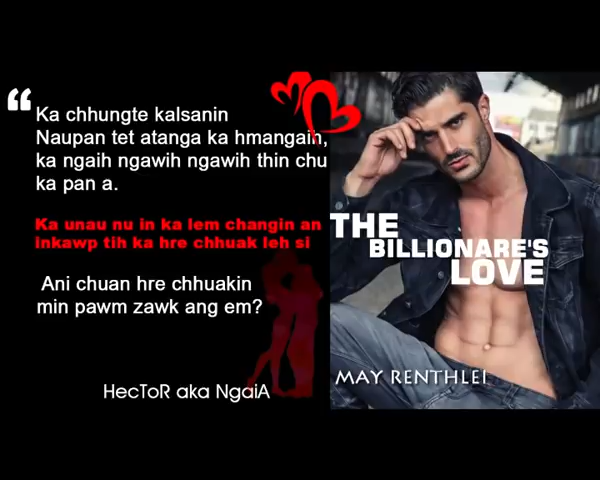 “
Ka chhungte kalsanin
Naupan tet atanga ka hmangaih,
ka ngaih ngawih ngawih thin chu
ka pan a.
Ka unau nu in ka lem changin an
inkawp tih ka hre chhuak leh si
Ani chuan hre chhuakin
min pawm zawk ang em?
HecToR aka NgaiA
THE
BILLIONARE'S
LOVE
MAY RENTHLEI